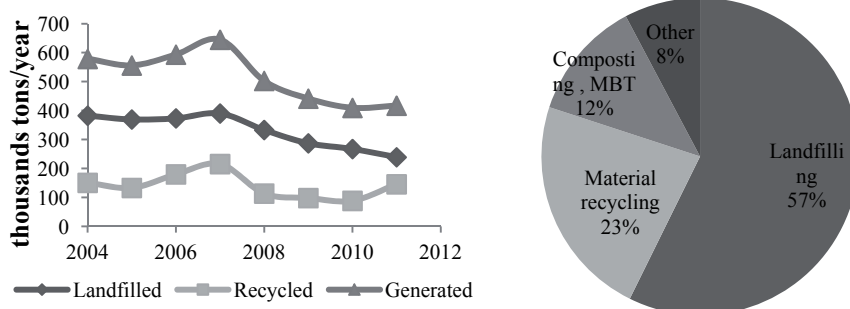 thousands tons/year
700
600
500
400
300
200
100
0
2004
2006
2008
2010
2012
Landfilled
Recycled
Generated
Other
8%
Composti
ng , MBT
12%
Material
recycling
23%
Landfilli
ng
57%